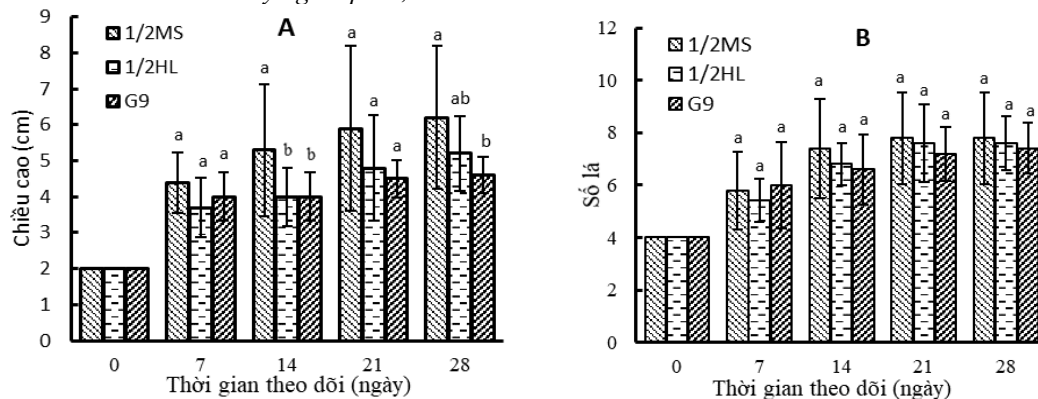 A
1/2MS
1/2HL
G9
Chiều cao (cm)
9
8
7
6
5
4
3
2
1
0
a a a
a b b
a a a
a ab b
0 7 14 21 28
Thời gian theo dõi (ngày)
B
1/2MS
1/2HL
G9
Số lá
12
10
8
6
4
2
0
a a a
a a a
a a a
a a a
0 7 14 21 28
Thời gian theo dõi (ngày)